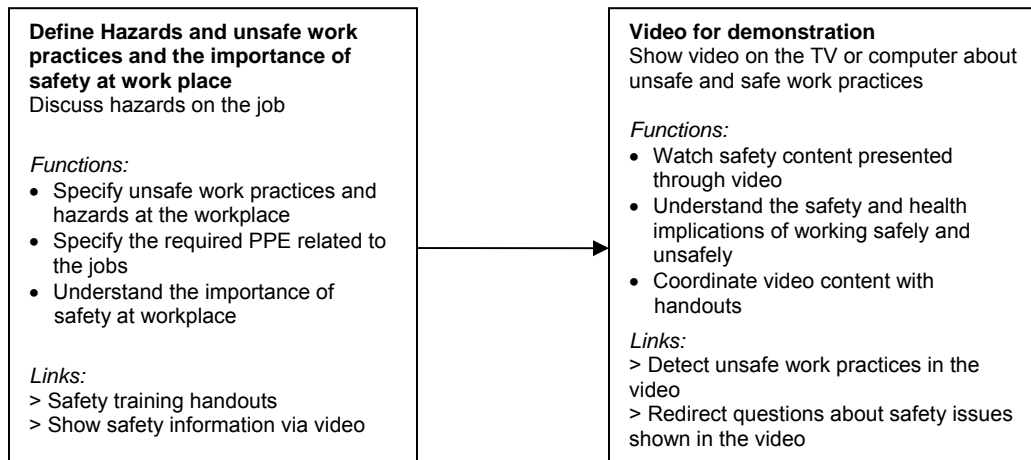 Define Hazards and unsafe work
practices and the importance of
safety at work place
Discuss hazards on the job
Functions:
• Specify unsafe work practices and
hazards at the workplace
• Specify the required PPE related to
the jobs
• Understand the importance of
safety at workplace
Links:
> Safety training handouts
> Show safety information via video
Video for demonstration
Show video on the TV or computer about
unsafe and safe work practices
Functions:
• Watch safety content presented
through video
• Understand the safety and health
implications of working safely and
unsafely
• Coordinate video content with
handouts
Links:
> Detect unsafe work practices in the
video
> Redirect questions about safety issues
shown in the video